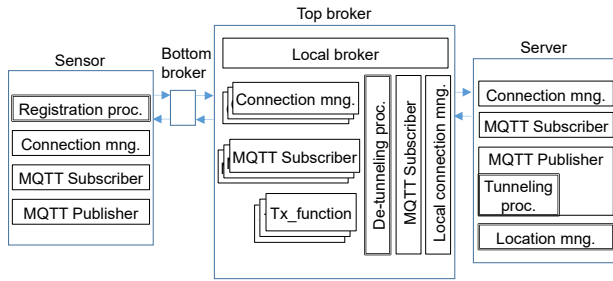 Top broker
Sensor
Bottom
broker
Server
Local broker
Registration proc.
Connection mng.
MQTT Subscriber
MQTT Publisher
Connection mng.
MQTT Subscriber
Tx_function
De-tunneling proc.
MQTT Subscriber
Local connection mng.
Connection mng.
MQTT Subscriber
MQTT Publisher
Tunneling
proc.
Location mng.